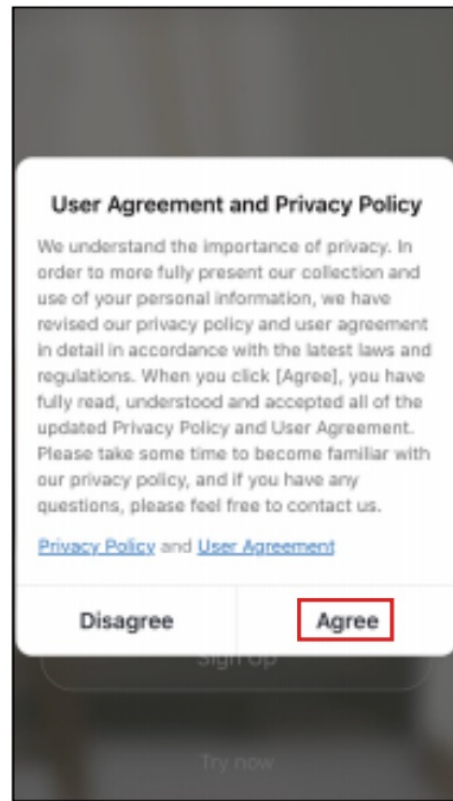 User Agreement and Privacy Policy
We understand the importance of privacy. In
order to more fully present our collection and
use of your personal information, we have
revised our privacy policy and user agreement
in detail in accordance with the latest laws and
regulations. When you click [Agree], you have
fully read, understood and accepted all of the
updated Privacy Policy and User Agreement.
Please take some time to become familiar with
our privacy policy, and if you have any
questions, please feel free to contact us.
Privacy Policy and User Agreement
Disagree Agree
Sign Up
Try now